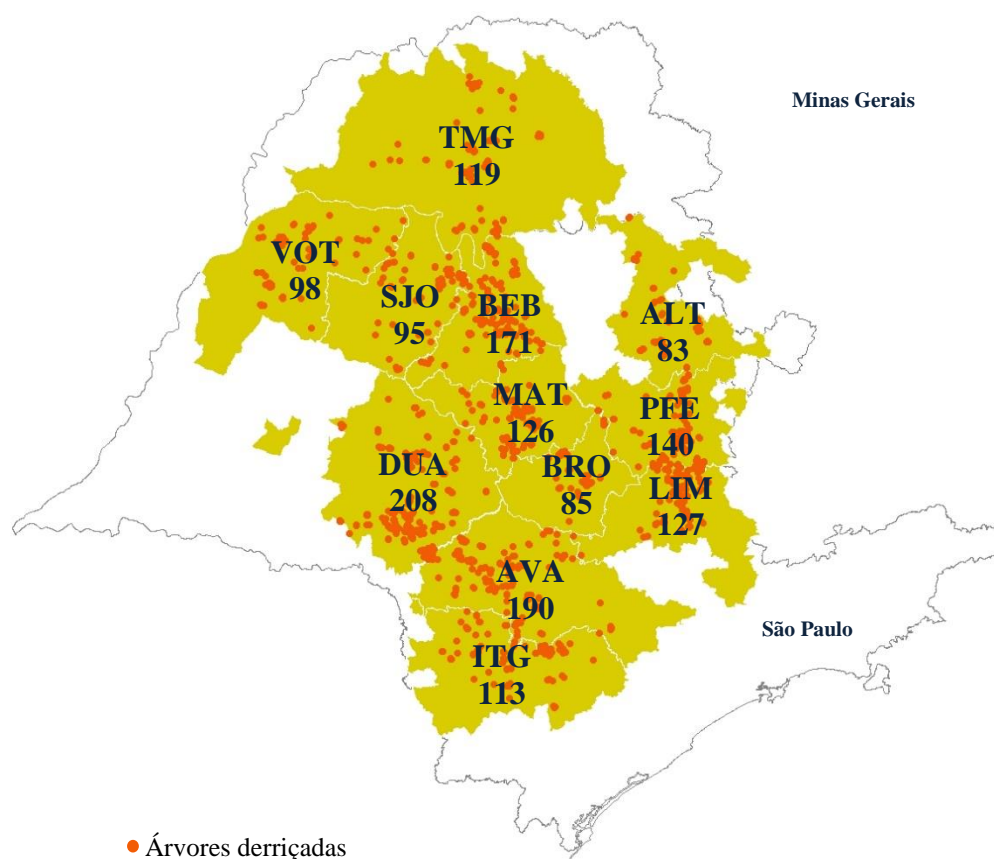 Minas Gerais
TMG
119
VOT
98
SJO
95
BEB
171
ALT
83
MAT
126
PFE
140
DUA
208
BRO
85
LIM
127
AVA
190
São Paulo
ITG
113
Árvores derriçadas